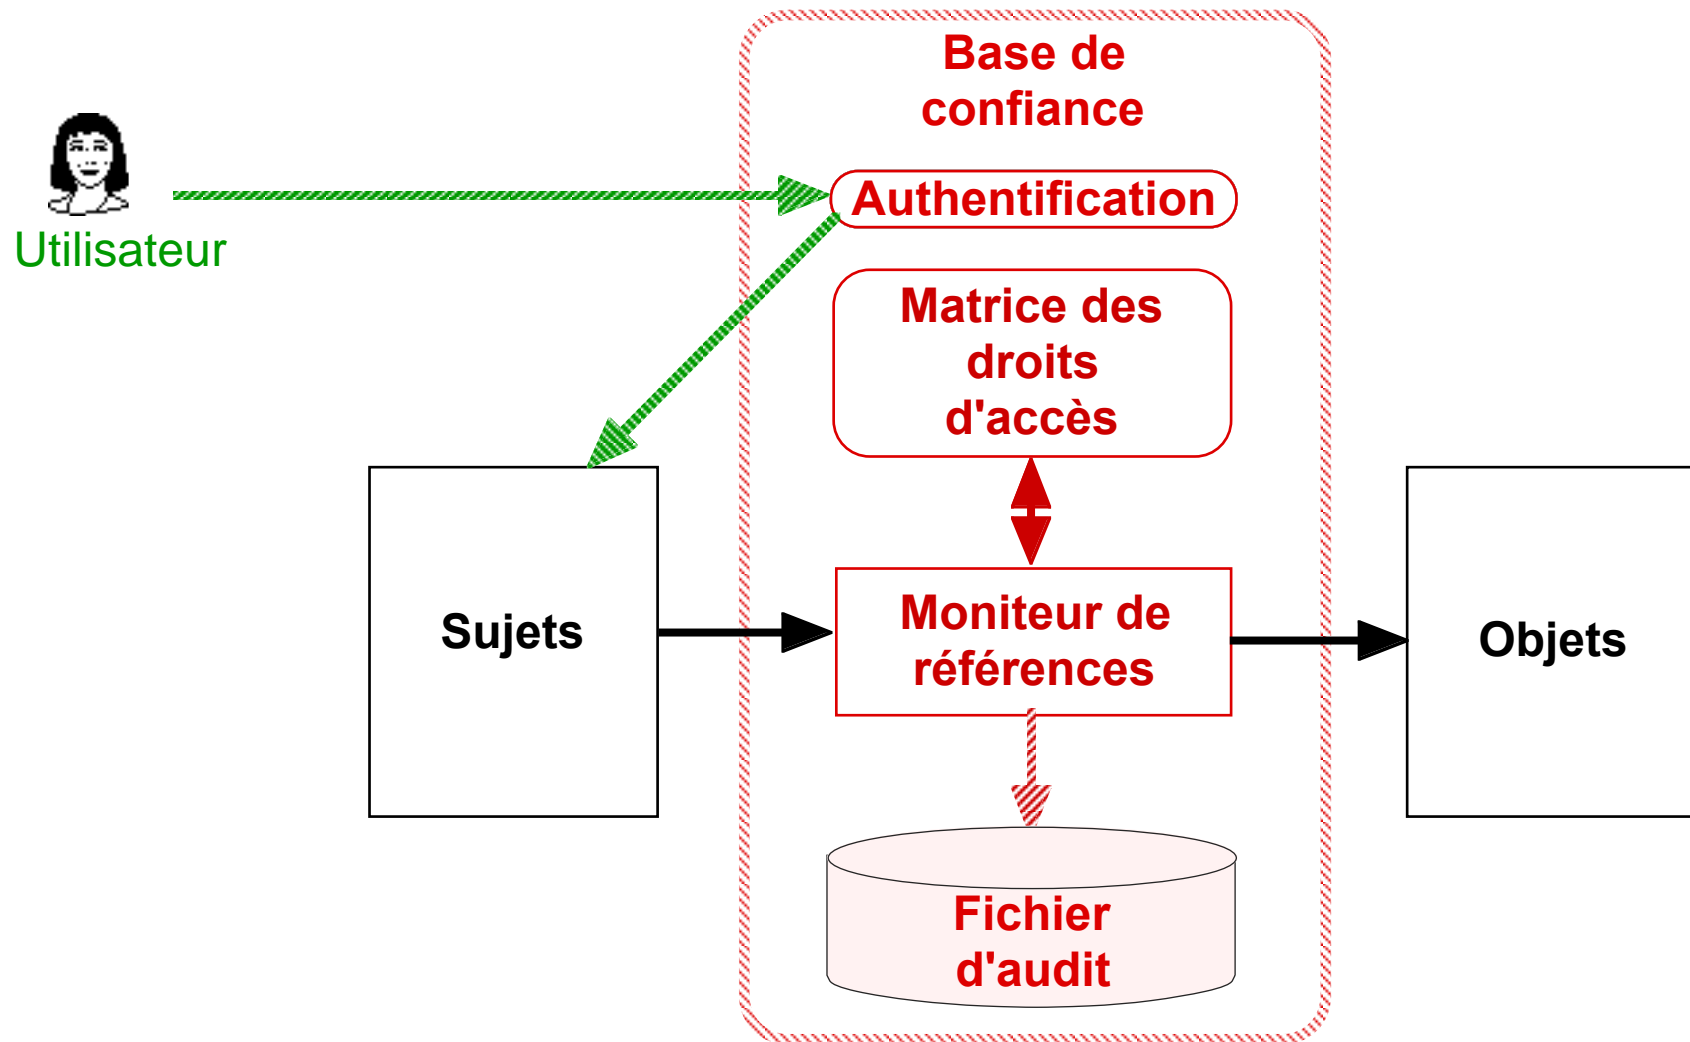 Base de
confiance
Utilisateur
Authentification
Matrice des
droits
d'accès
Sujets
Moniteur de
références
Objets
Fichier
d'audit